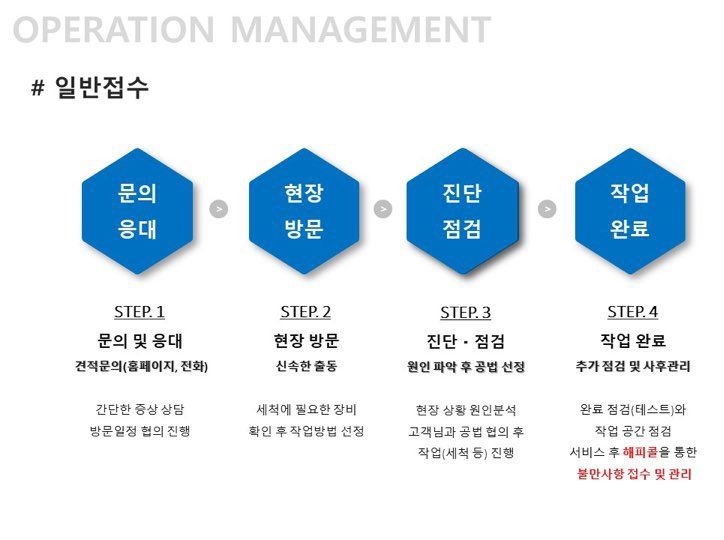 OPERATION MANAGEMENT
# 일반접수
문의
응대
>
현장
방문
>
진단
점검
>
작업
완료
STEP. 1
문의 및 응대
견적문의(홈페이지, 전화)
간단한 증상 상담
방문일정 협의 진행
STEP. 2
현장 방문
신속한 출동
세척에 필요한 장비
확인 후 작업방법 선정
STEP. 3
진단 - 점검
원인 파악 후 공법 선정
현장 상황 원인분석
고객님과 공법 협의 후
작업(세척 등) 진행
STEP. 4
작업 완료
추가 점검 및 사후관리
완료 점검(테스트)와
작업 공간 점검
서비스 후 해피콜을 통한
불만사항 접수 및 관리